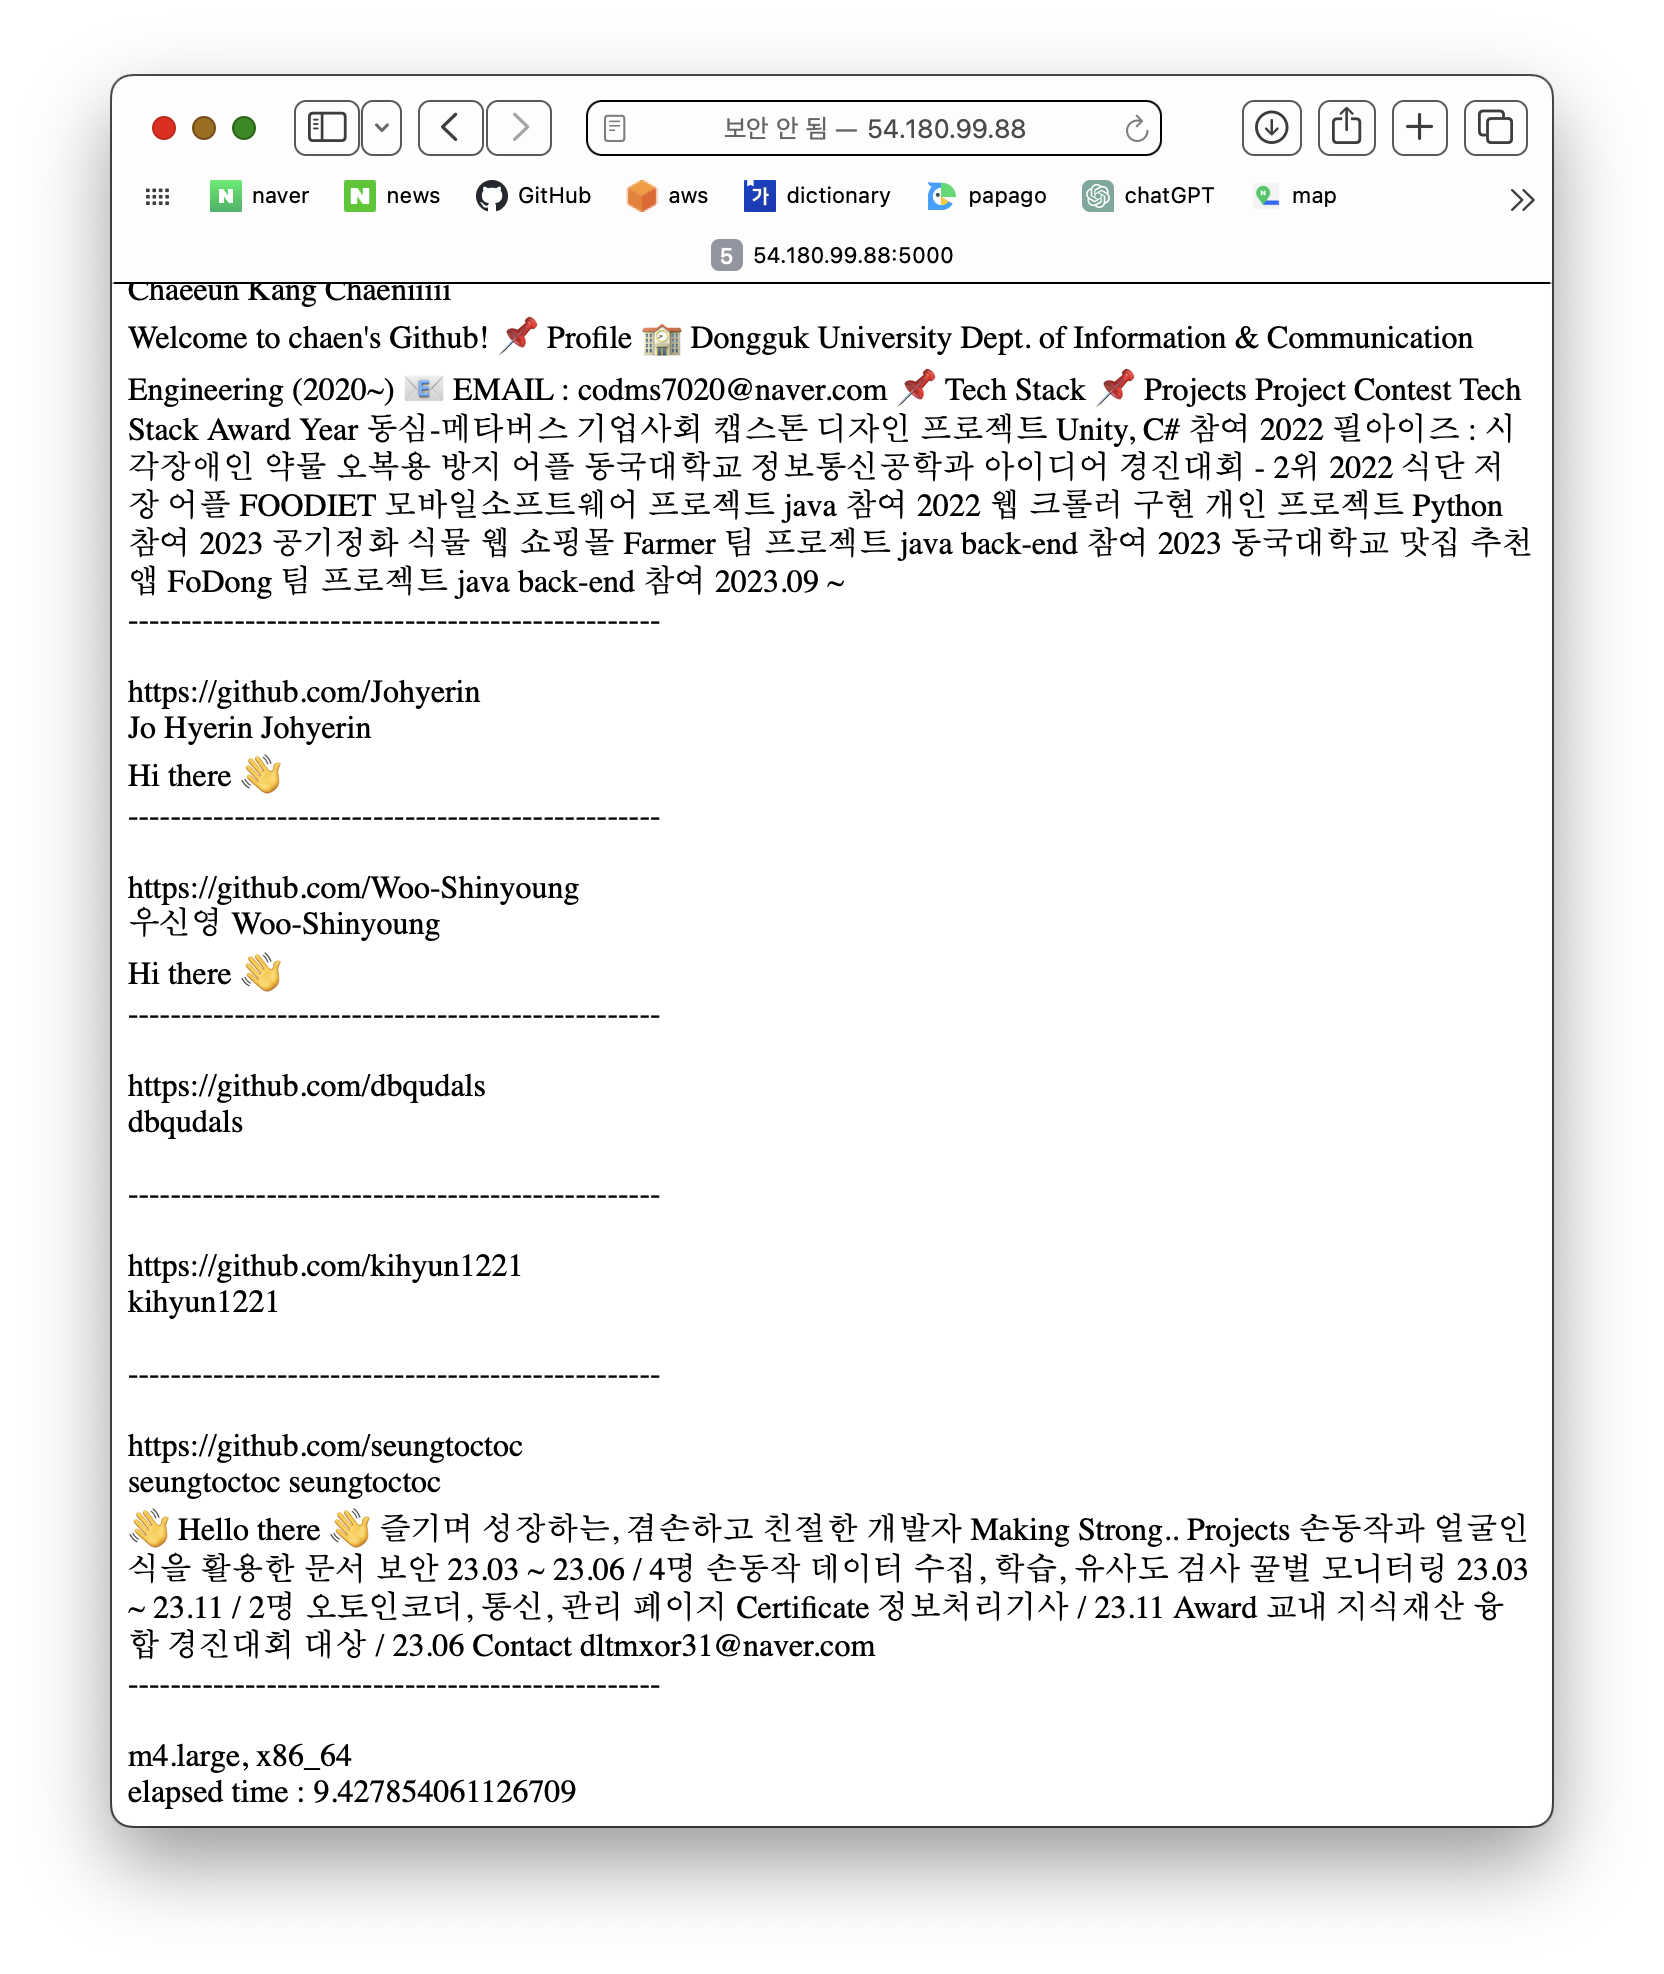 보안 안 됨 — 54.180.99.88
naver news GitHub aws 가 dictionary papago chatGPT map
5 54.180.99.88:5000
Chaeeun Kang Chaeniiiii
Welcome to chaen's Github! 📌 Profile 🏫 Dongguk University Dept. of Information & Communication
Engineering (2020~) 📧 EMAIL : codms7020@naver.com 📌 Tech Stack 📌 Projects Project Contest Tech
Stack Award Year 동심-메타버스 기업사회 캡스톤 디자인 프로젝트 Unity, C# 참여 2022 필아이즈 : 시
각장애인 약물 오복용 방지 어플 동국대학교 정보통신공학과 아이디어 경진대회 - 2위 2022 식단 저
장 어플 FOODIET 모바일소프트웨어 프로젝트 java 참여 2022 웹 크롤러 구현 개인 프로젝트 Python
참여 2023 공기정화 식물 웹 쇼핑몰 Farmer 팀 프로젝트 java back-end 참여 2023 동국대학교 맛집 추천
앱 FoDong 팀 프로젝트 java back-end 참여 2023.09 ~
--------------------------------------------------
https://github.com/Johyerin
Jo Hyerin Johyerin
Hi there 👋
--------------------------------------------------
https://github.com/Woo-Shinyoung
우신영 Woo-Shinyoung
Hi there 👋
--------------------------------------------------
https://github.com/dbqudals
dbqudals
--------------------------------------------------
https://github.com/kihyun1221
kihyun1221
--------------------------------------------------
https://github.com/seungtoctoc
seungtoctoc seungtoctoc
👋 Hello there 👋 즐기며 성장하는, 겸손하고 친절한 개발자 Making Strong.. Projects 손동작과 얼굴인
식을 활용한 문서 보안 23.03 ~ 23.06 / 4명 손동작 데이터 수집, 학습, 유사도 검사 꿀벌 모니터링 23.03
~ 23.11 / 2명 오토인코더, 통신, 관리 페이지 Certificate 정보처리기사 / 23.11 Award 교내 지식재산 융
합 경진대회 대상 / 23.06 Contact dltmxor31@naver.com
--------------------------------------------------
m4.large, x86_64
elapsed time : 9.427854061126709